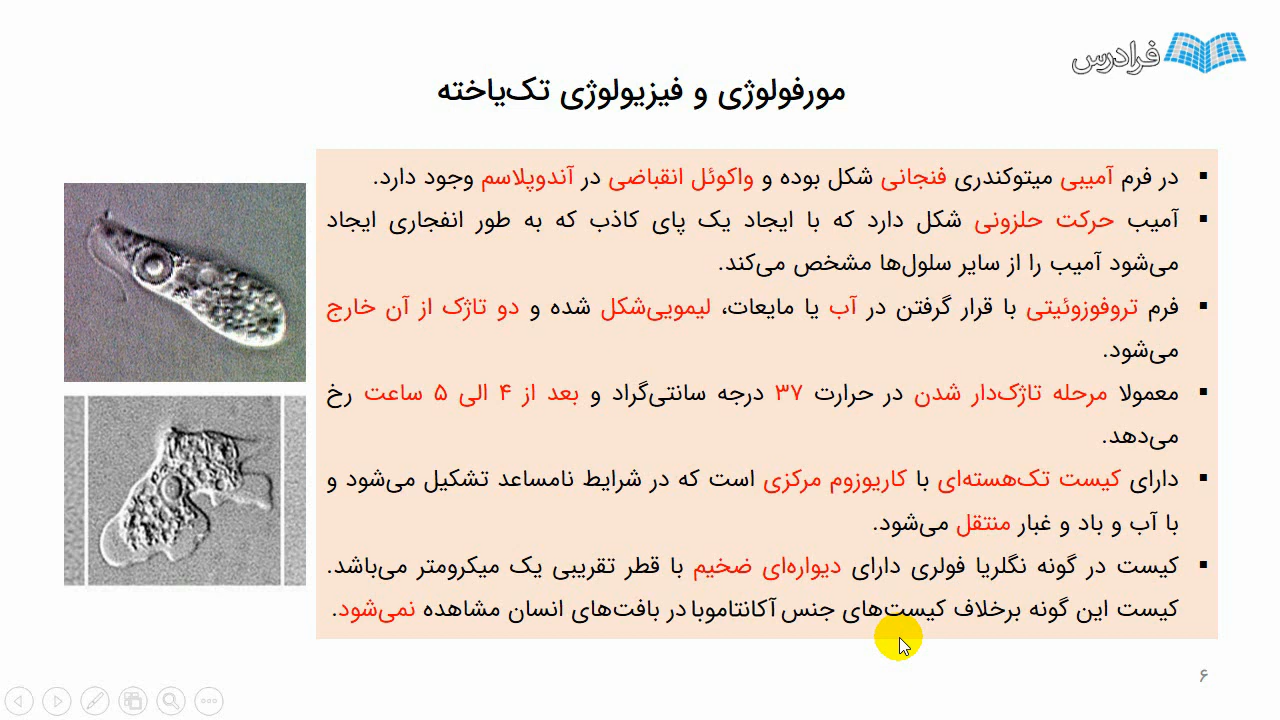 فرادرس
مورفولوژی و فیزیولوژی تک‌یاخته
▪ در فرم آمیبی میتوکندری فنجانی شکل بوده و واکوئل انقباضی در آندوپلاسم وجود دارد.
▪ آمیب حرکت حلزونی شکل دارد که با ایجاد یک پای کاذب که به طور انفجاری ایجاد
می‌شود آمیب را از سایر سلول‌ها مشخص می‌کند.
▪ فرم تروفوزوئیتی با قرار گرفتن در آب یا مایعات، لیمویی‌شکل شده و دو تاژک از آن خارج
می‌شود.
▪ معمولا مرحله تاژک‌دار شدن در حرارت ۳۷ درجه سانتی‌گراد و بعد از ۴ الی ۵ ساعت رخ
می‌دهد.
▪ دارای کیست تک‌هسته‌ای با کاریوزوم مرکزی است که در شرایط نامساعد تشکیل می‌شود و
با آب و باد و غبار منتقل می‌شود.
▪ کیست در گونه نگلریا فولری دارای دیواره‌ای ضخیم با قطر تقریبی یک میکرومتر می‌باشد.
کیست این گونه برخلاف کیست‌های جنس آکانتاموبا در بافت‌های انسان مشاهده نمی‌شود.
۶